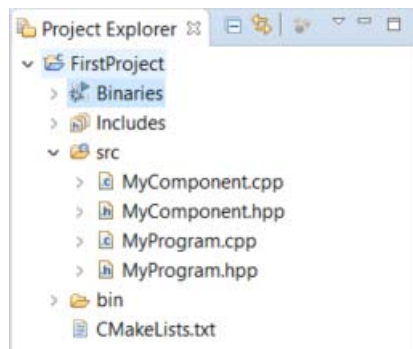 Project Explorer
FirstProject
Binaries
Includes
src
MyComponent.cpp
MyComponent.hpp
MyProgram.cpp
MyProgram.hpp
bin
CMakeLists.txt